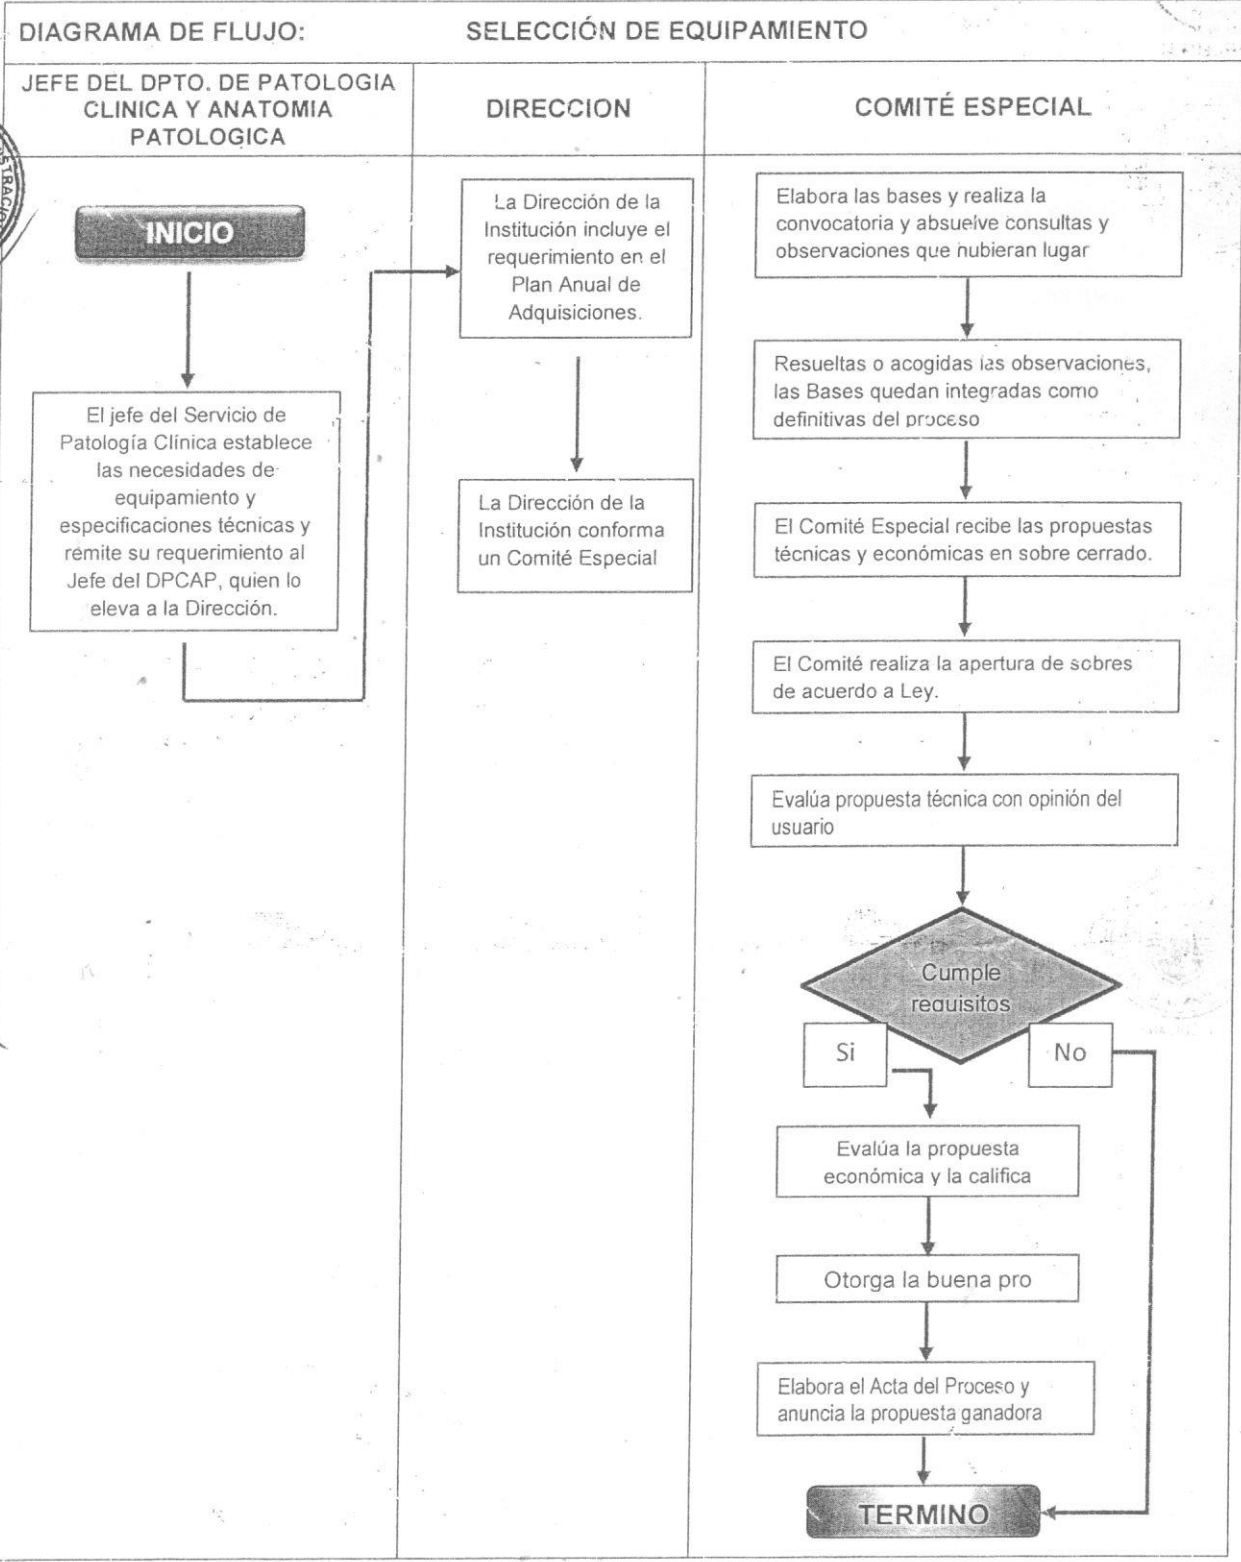 DIAGRAMA DE FLUJO: SELECCIÓN DE EQUIPAMIENTO
JEFE DEL DPTO. DE PATOLOGIA
CLINICA Y ANATOMIA
PATOLOGICA
DIRECCION
COMITÉ ESPECIAL
INICIO
El jefe del Servicio de
Patología Clínica establece
las necesidades de
equipamiento y
especificaciones técnicas y
remite su requerimiento al
Jefe del DPCAP, quien lo
eleva a la Dirección.
La Dirección de la
Institución incluye el
requerimiento en el
Plan Anual de
Adquisiciones.
La Dirección de la
Institución conforma
un Comité Especial
Elabora las bases y realiza la
convocatoria y absuelve consultas y
observaciones que hubieran lugar
Resueltas o acogidas las observaciones,
las Bases quedan integradas como
definitivas del proceso
El Comité Especial recibe las propuestas
técnicas y económicas en sobre cerrado.
El Comité realiza la apertura de sobres
de acuerdo a Ley.
Evalúa propuesta técnica con opinión del
usuario
Cumple
requisitos
Si
No
Evalúa la propuesta
económica y la califica
Otorga la buena pro
Elabora el Acta del Proceso y
anuncia la propuesta ganadora
TERMINO